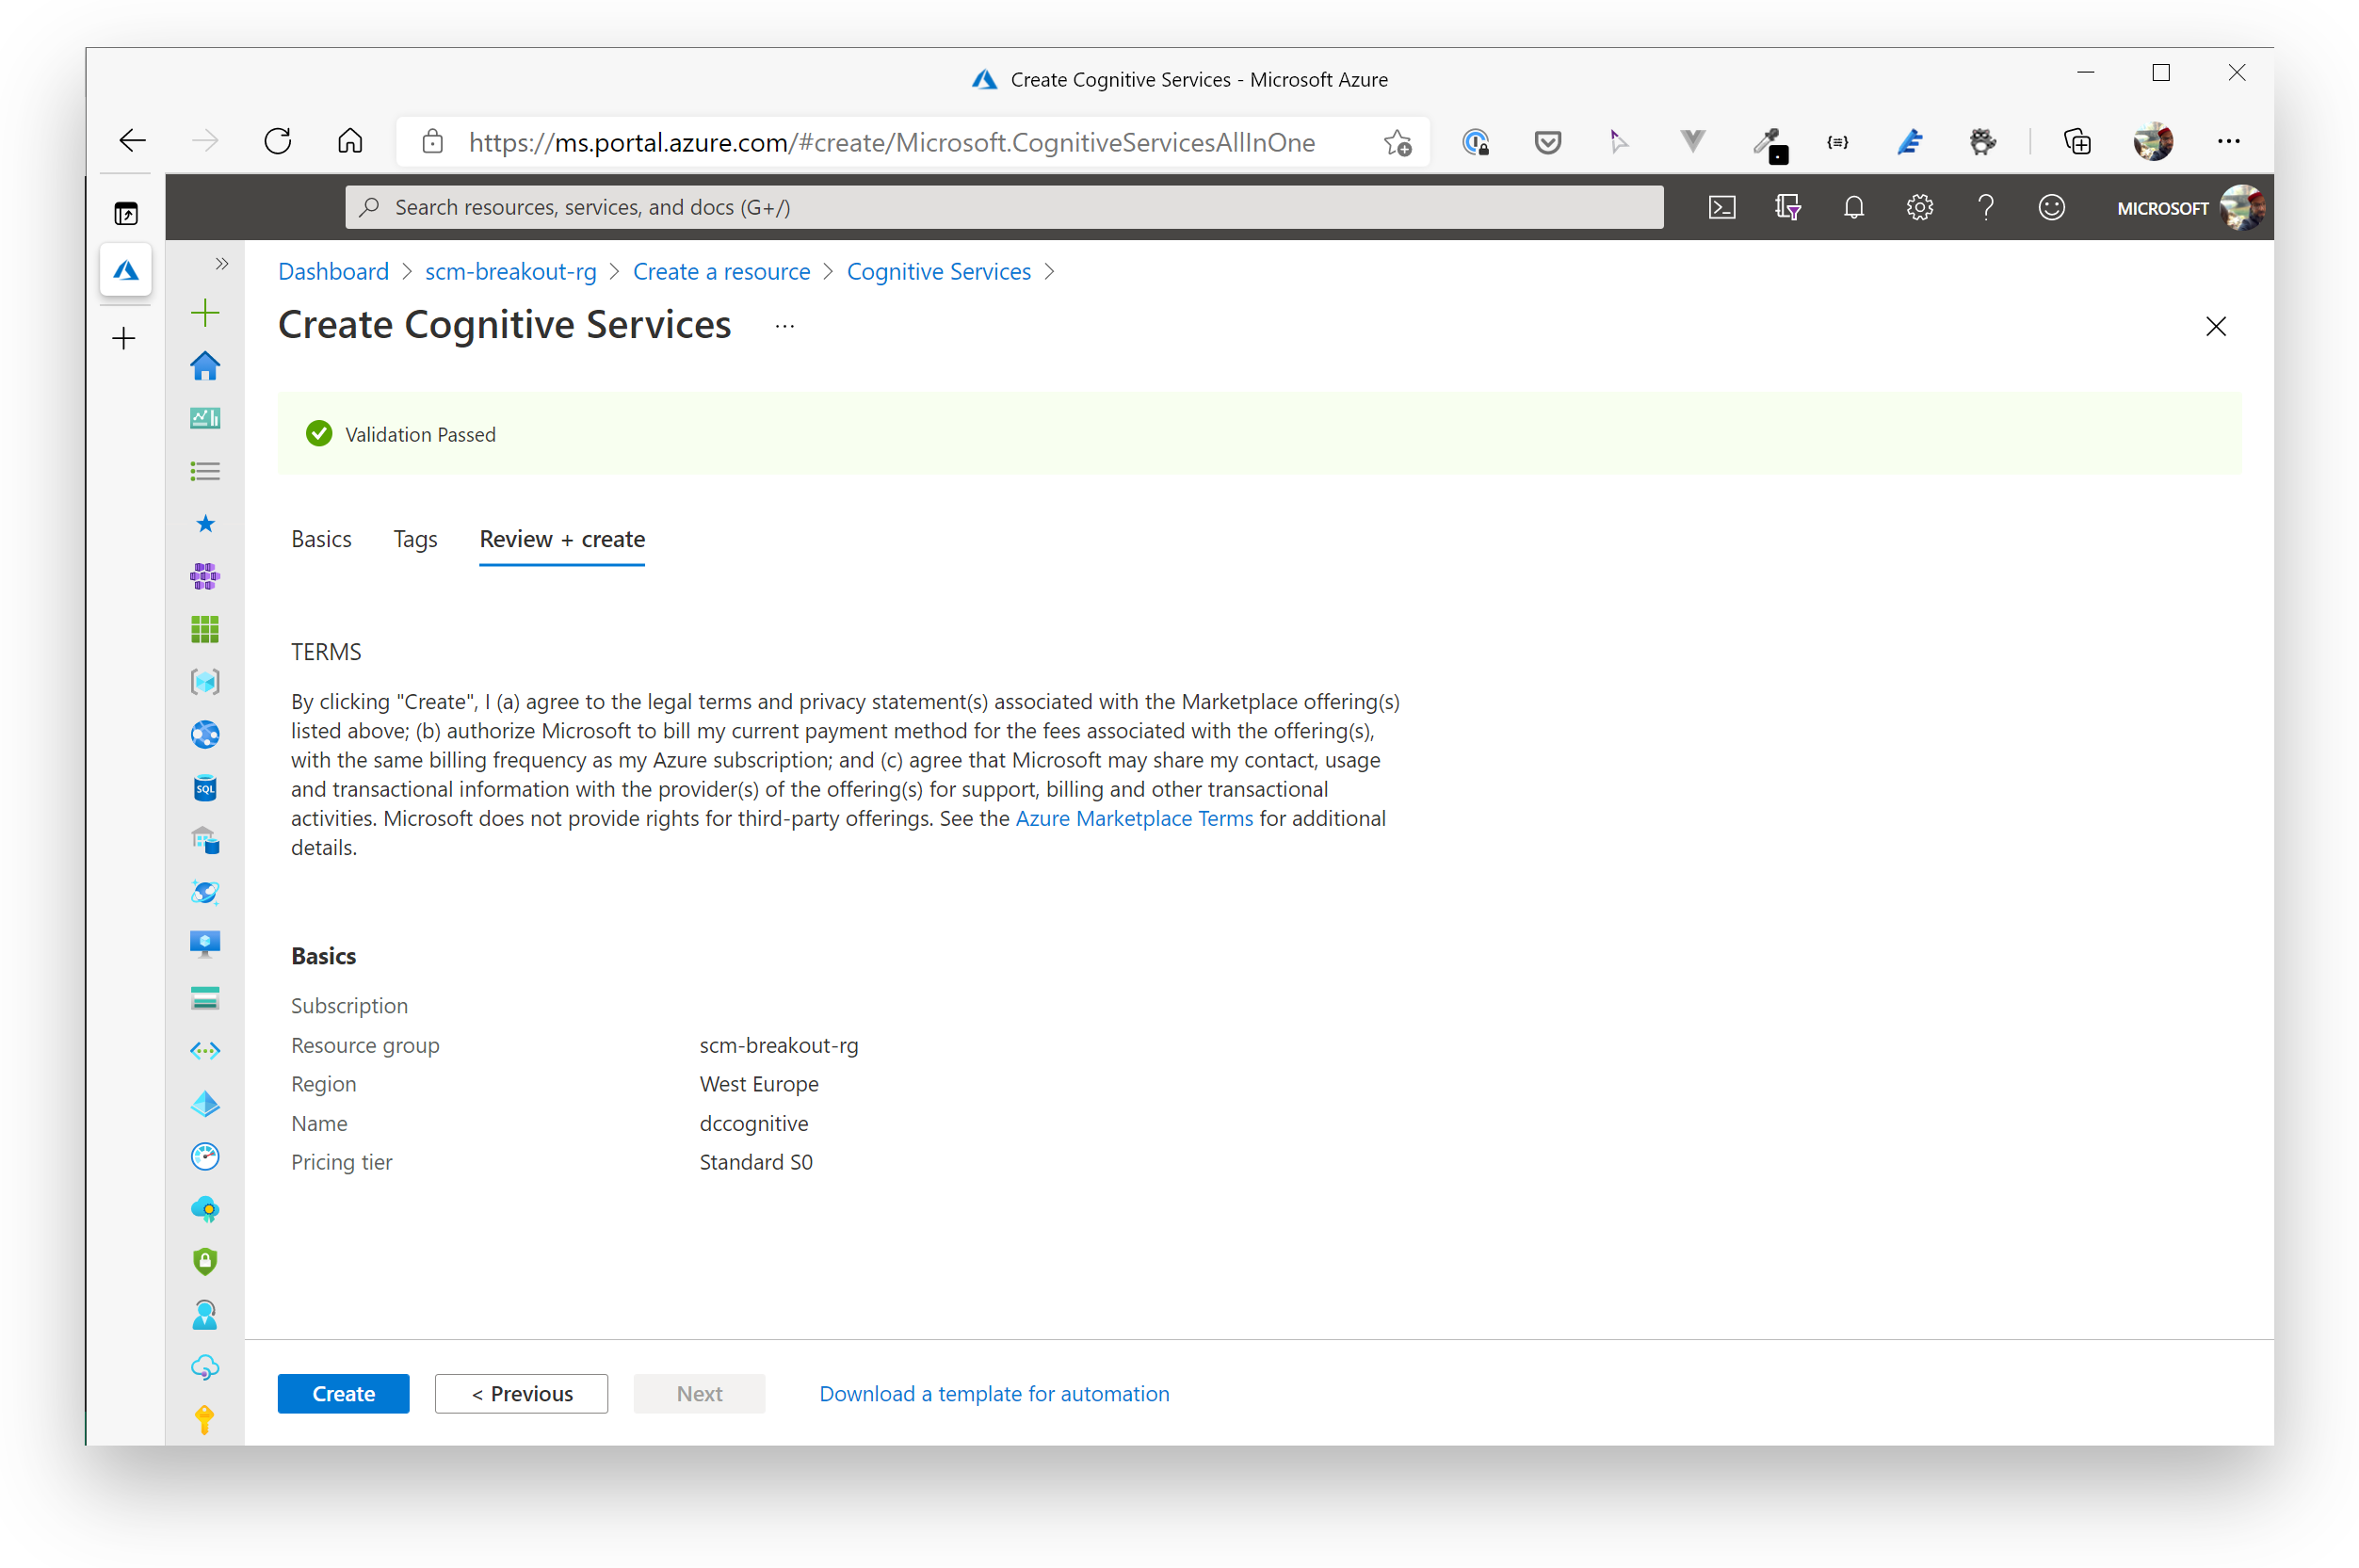 Create Cognitive Services - Microsoft Azure
https://ms.portal.azure.com/#create/Microsoft.CognitiveServicesAllInOne
Search resources, services, and docs (G+/)
MICROSOFT
Dashboard > scm-breakout-rg > Create a resource > Cognitive Services >
Create Cognitive Services ...
Validation Passed
Basics Tags Review + create
TERMS
By clicking "Create", I (a) agree to the legal terms and privacy statement(s) associated with the Marketplace offering(s)
listed above; (b) authorize Microsoft to bill my current payment method for the fees associated with the offering(s),
with the same billing frequency as my Azure subscription; and (c) agree that Microsoft may share my contact, usage
and transactional information with the provider(s) of the offering(s) for support, billing and other transactional
activities. Microsoft does not provide rights for third-party offerings. See the Azure Marketplace Terms for additional
details.
SQL
Basics
Subscription
Resource group scm-breakout-rg
Region West Europe
Name dccognitive
Pricing tier Standard S0
Create < Previous Next Download a template for automation